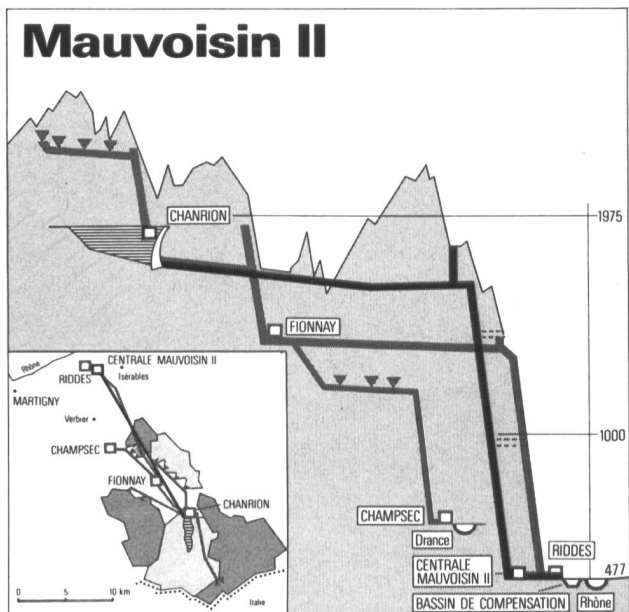 Mauvoisin II
CHANRION
1975
FIONNAY
1000
CHAMPSEC
Drance
CENTRALE
MAUVOISIN II
RIDDES
477
BASSIN DE COMPENSATION
Rhône
Rhône
CENTRALE MAUVOISIN II
Isérables
RIDDES
MARTIGNY
Verbier
CHAMPSEC
FIONNAY
CHANRION
0 5 10 km
Italie